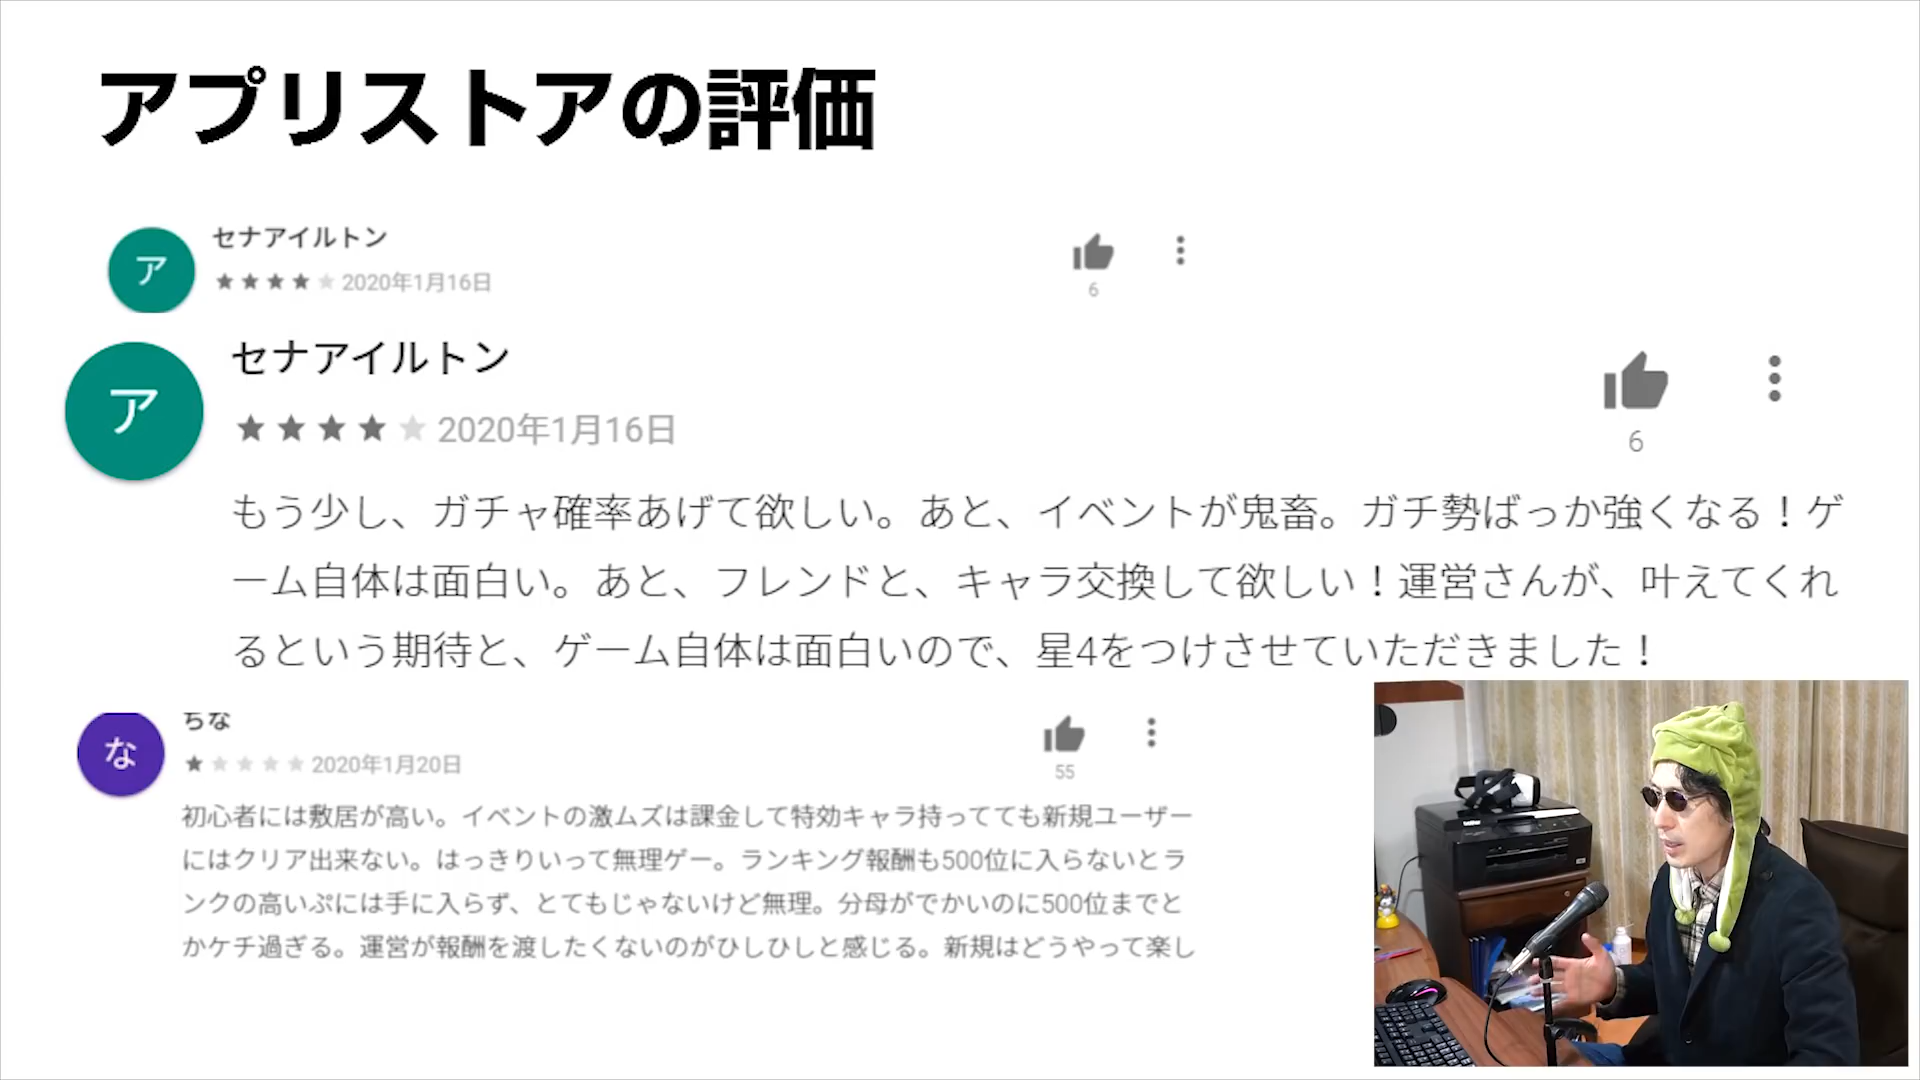 アプリストアの評価
ア
セナアイルトン
★★★★★ 2020年1月16日
6
ア
セナアイルトン
★★★★★ 2020年1月16日
6
もう少し、ガチャ確率あげて欲しい。あと、イベントが鬼畜。ガチ勢ばっか強くなる！ゲ
ーム自体は面白い。あと、フレンドと、キャラ交換して欲しい！運営さんが、叶えてくれ
るという期待と、ゲーム自体は面白いので、星4をつけさせていただきました！
な
ちな
★★★★★ 2020年1月20日
55
初心者には敷居が高い。イベントの激ムズは課金して特効キャラ持ってても新規ユーザー
にはクリア出来ない。はっきりいって無理ゲー。ランキング報酬も500位に入らないとラ
ンクの高いぷには手に入らず、とてもじゃないけど無理。分母がでかいのに500位までと
かケチ過ぎる。運営が報酬を渡したくないのがひしひしと感じる。新規はどうやって楽し